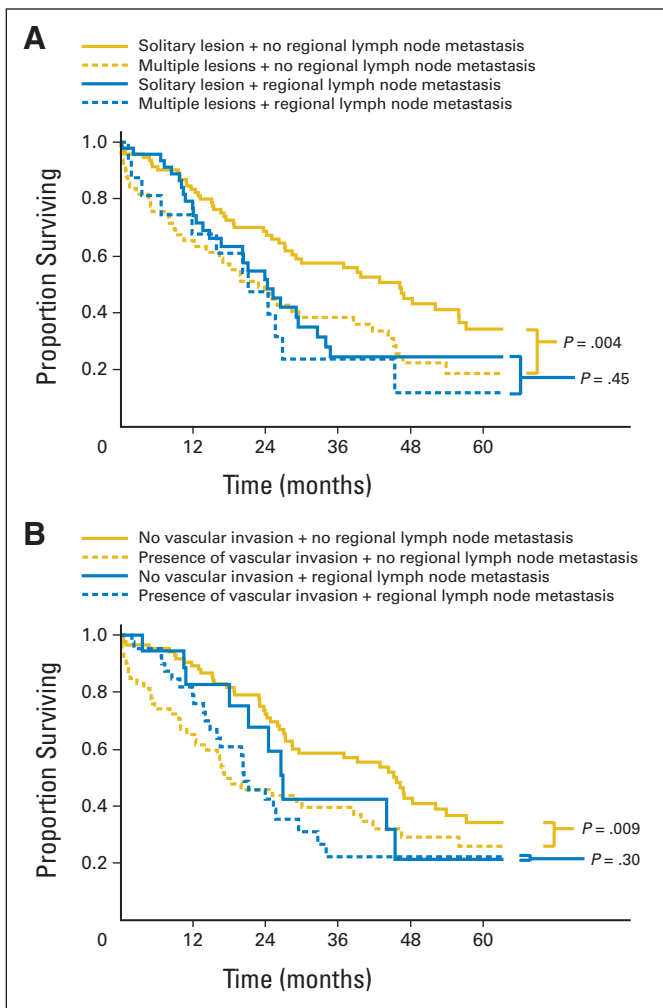 A
Solitary lesion + no regional lymph node metastasis
Multiple lesions + no regional lymph node metastasis
Solitary lesion + regional lymph node metastasis
Multiple lesions + regional lymph node metastasis
Proportion Surviving
1.0
0.8
0.6
0.4
0.2
P = .004
P = .45
0 12 24 36 48 60
Time (months)
B
No vascular invasion + no regional lymph node metastasis
Presence of vascular invasion + no regional lymph node metastasis
No vascular invasion + regional lymph node metastasis
Presence of vascular invasion + regional lymph node metastasis
Proportion Surviving
1.0
0.8
0.6
0.4
0.2
P = .009
P = .30
0 12 24 36 48 60
Time (months)